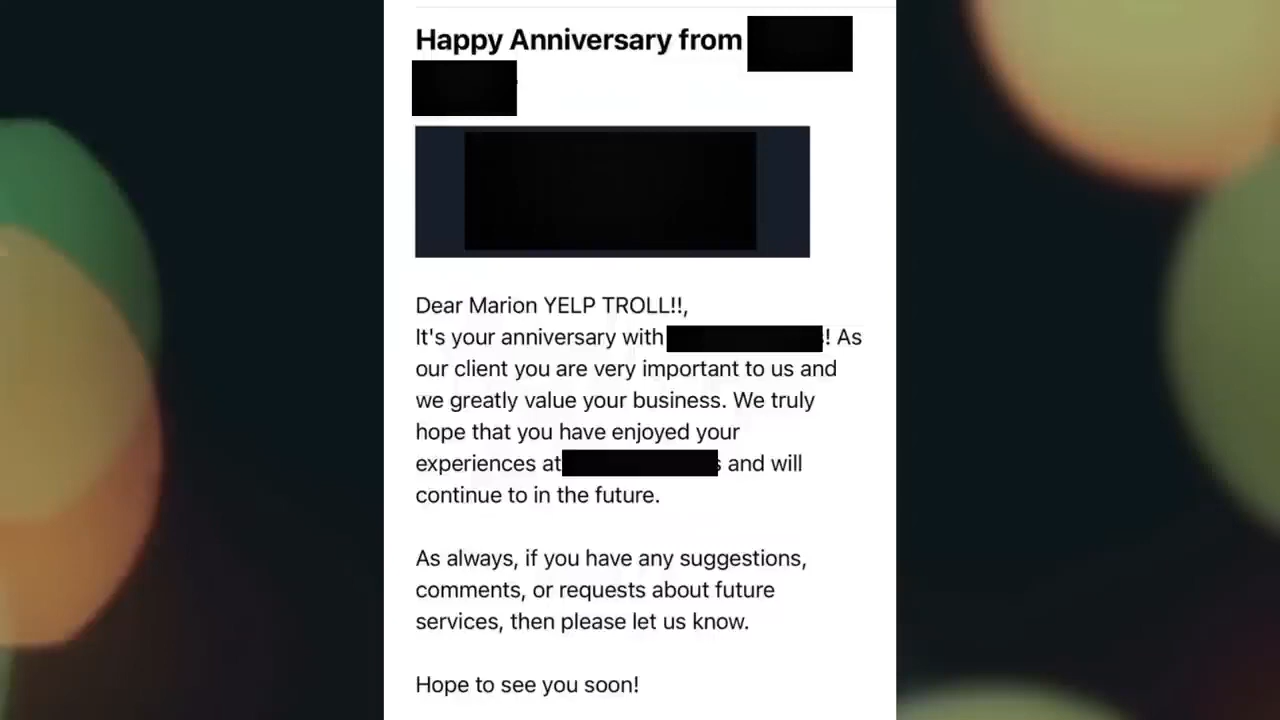 Happy Anniversary from
Dear Marion YELP TROLL!!,
It's your anniversary with ! As
our client you are very important to us and
we greatly value your business. We truly
hope that you have enjoyed your
experiences at s and will
continue to in the future.
As always, if you have any suggestions,
comments, or requests about future
services, then please let us know.
Hope to see you soon!